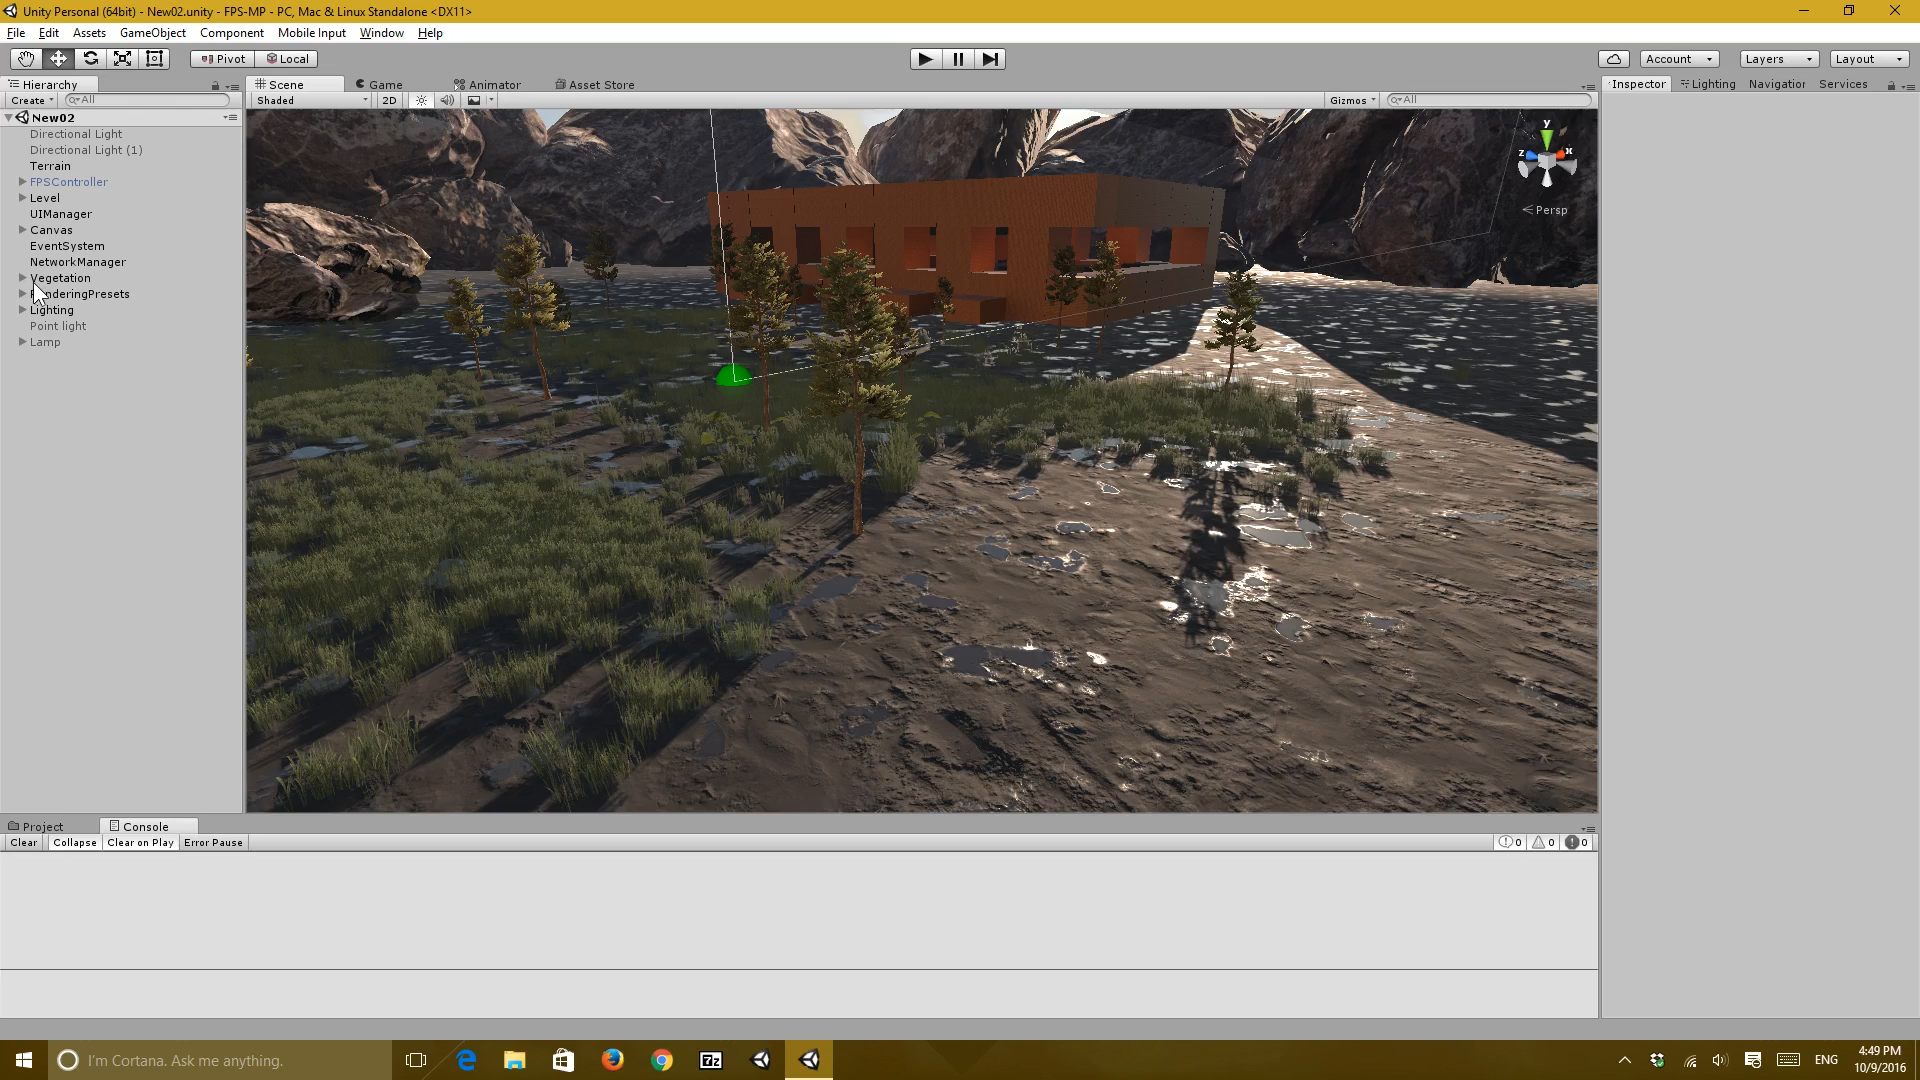 Unity Personal (64bit) - New02.unity - FPS-MP - PC, Mac & Linux Standalone <DX11>
File Edit Assets GameObject Component Mobile Input Window Help
Pivot Local Account Layers Layout
Hierarchy Scene Game Animator Asset Store Inspector Lighting Navigation Services
Create All Shaded 2D Gizmos All
New02
Directional Light
Directional Light (1)
Terrain
FPSController
Level
UIManager
Canvas
EventSystem
NetworkManager
Vegetation
RenderingPresets
Lighting
Point light
Lamp
y
z x
Persp
Project Console
Clear Collapse Clear on Play Error Pause 0 0 0
I'm Cortana. Ask me anything.
7z
ENG
4:49 PM
10/9/2016